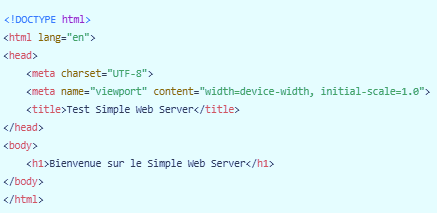 <!DOCTYPE html>
<html lang="en">
<head>
    <meta charset="UTF-8">
    <meta name="viewport" content="width=device-width, initial-scale=1.0">
    <title>Test Simple Web Server</title>
</head>
<body>
    <h1>Bienvenue sur le Simple Web Server</h1>
</body>
</html>